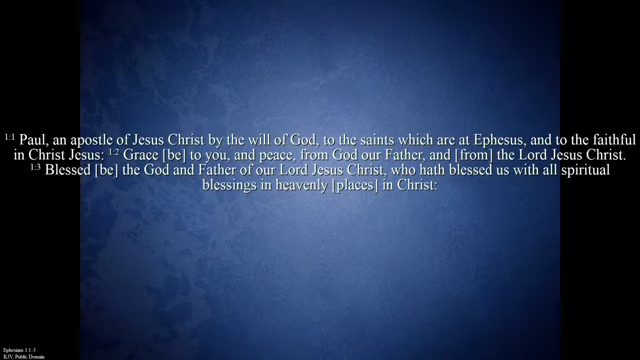 1:1 Paul, an apostle of Jesus Christ by the will of God, to the saints which are at Ephesus, and to the faithful
in Christ Jesus: 1:2 Grace [be] to you, and peace, from God our Father, and [from] the Lord Jesus Christ.
1:3 Blessed [be] the God and Father of our Lord Jesus Christ, who hath blessed us with all spiritual
blessings in heavenly [places] in Christ:
Ephesians 1:1-3
KJV, Public Domain